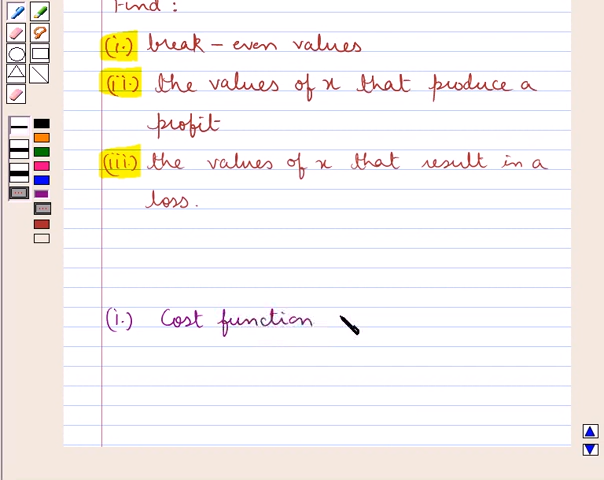 Find :
(i.) break - even values
(ii.) the values of x that produce a
profit
(iii.) the values of x that result in a
loss.
(i.) Cost function